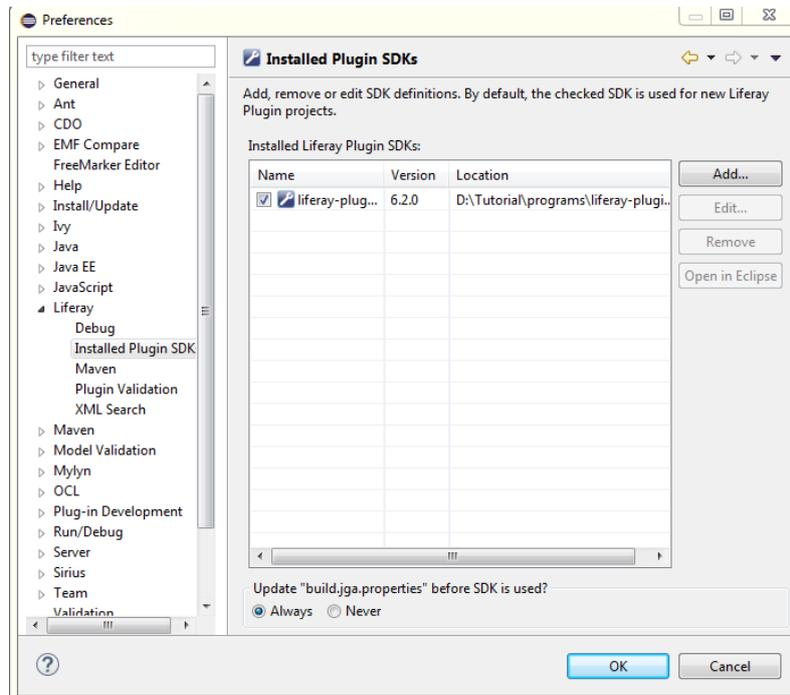 Preferences
type filter text
General
Ant
CDO
EMF Compare
FreeMarker Editor
Help
Install/Update
Ivy
Java
Java EE
JavaScript
Liferay
Debug
Installed Plugin SDK
Maven
Plugin Validation
XML Search
Maven
Model Validation
Mylyn
OCL
Plug-in Development
Run/Debug
Server
Sirius
Team
Validation
Installed Plugin SDKs
Add, remove or edit SDK definitions. By default, the checked SDK is used for new Liferay
Plugin projects.
Installed Liferay Plugin SDKs:
Name Version Location
liferay-plug... 6.2.0 D:\Tutorial\programs\liferay-plugi..
Add...
Edit...
Remove
Open in Eclipse
Update "build.jga.properties" before SDK is used?
Always Never
OK Cancel